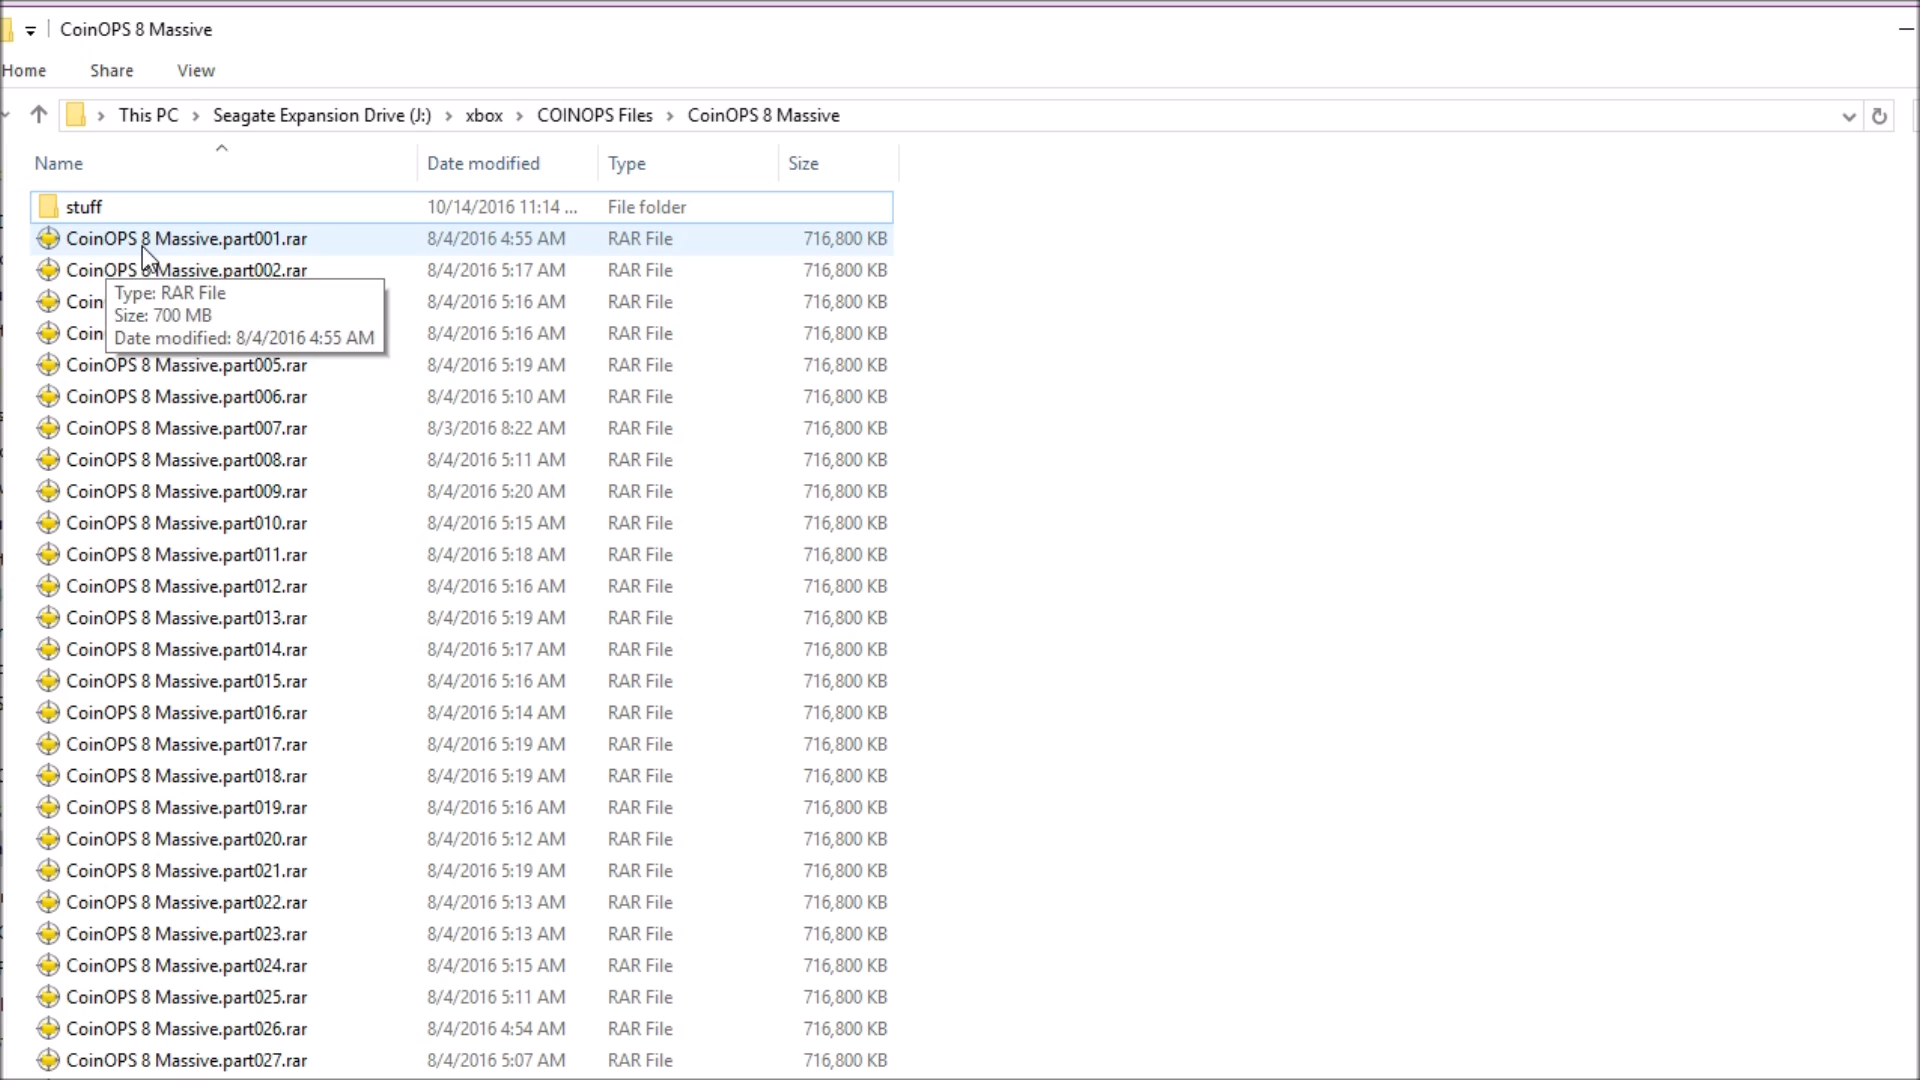 CoinOPS 8 Massive
Home Share View
This PC Seagate Expansion Drive (J:) xbox COINOPS Files CoinOPS 8 Massive
Name Date modified Type Size
stuff 10/14/2016 11:14 ... File folder
CoinOPS 8 Massive.part001.rar 8/4/2016 4:55 AM RAR File 716,800 KB
CoinOPS 8 Massive.part002.rar 8/4/2016 5:17 AM RAR File 716,800 KB
Type: RAR File
Coin 8/4/2016 5:16 AM RAR File 716,800 KB
Size: 700 MB
Coin 8/4/2016 5:16 AM RAR File 716,800 KB
Date modified: 8/4/2016 4:55 AM
CoinOPS 8 Massive.part005.rar 8/4/2016 5:19 AM RAR File 716,800 KB
CoinOPS 8 Massive.part006.rar 8/4/2016 5:10 AM RAR File 716,800 KB
CoinOPS 8 Massive.part007.rar 8/3/2016 8:22 AM RAR File 716,800 KB
CoinOPS 8 Massive.part008.rar 8/4/2016 5:11 AM RAR File 716,800 KB
CoinOPS 8 Massive.part009.rar 8/4/2016 5:20 AM RAR File 716,800 KB
CoinOPS 8 Massive.part010.rar 8/4/2016 5:15 AM RAR File 716,800 KB
CoinOPS 8 Massive.part011.rar 8/4/2016 5:18 AM RAR File 716,800 KB
CoinOPS 8 Massive.part012.rar 8/4/2016 5:16 AM RAR File 716,800 KB
CoinOPS 8 Massive.part013.rar 8/4/2016 5:19 AM RAR File 716,800 KB
CoinOPS 8 Massive.part014.rar 8/4/2016 5:17 AM RAR File 716,800 KB
CoinOPS 8 Massive.part015.rar 8/4/2016 5:16 AM RAR File 716,800 KB
CoinOPS 8 Massive.part016.rar 8/4/2016 5:14 AM RAR File 716,800 KB
CoinOPS 8 Massive.part017.rar 8/4/2016 5:19 AM RAR File 716,800 KB
CoinOPS 8 Massive.part018.rar 8/4/2016 5:19 AM RAR File 716,800 KB
CoinOPS 8 Massive.part019.rar 8/4/2016 5:16 AM RAR File 716,800 KB
CoinOPS 8 Massive.part020.rar 8/4/2016 5:12 AM RAR File 716,800 KB
CoinOPS 8 Massive.part021.rar 8/4/2016 5:19 AM RAR File 716,800 KB
CoinOPS 8 Massive.part022.rar 8/4/2016 5:13 AM RAR File 716,800 KB
CoinOPS 8 Massive.part023.rar 8/4/2016 5:13 AM RAR File 716,800 KB
CoinOPS 8 Massive.part024.rar 8/4/2016 5:15 AM RAR File 716,800 KB
CoinOPS 8 Massive.part025.rar 8/4/2016 5:11 AM RAR File 716,800 KB
CoinOPS 8 Massive.part026.rar 8/4/2016 4:54 AM RAR File 716,800 KB
CoinOPS 8 Massive.part027.rar 8/4/2016 5:07 AM RAR File 716,800 KB